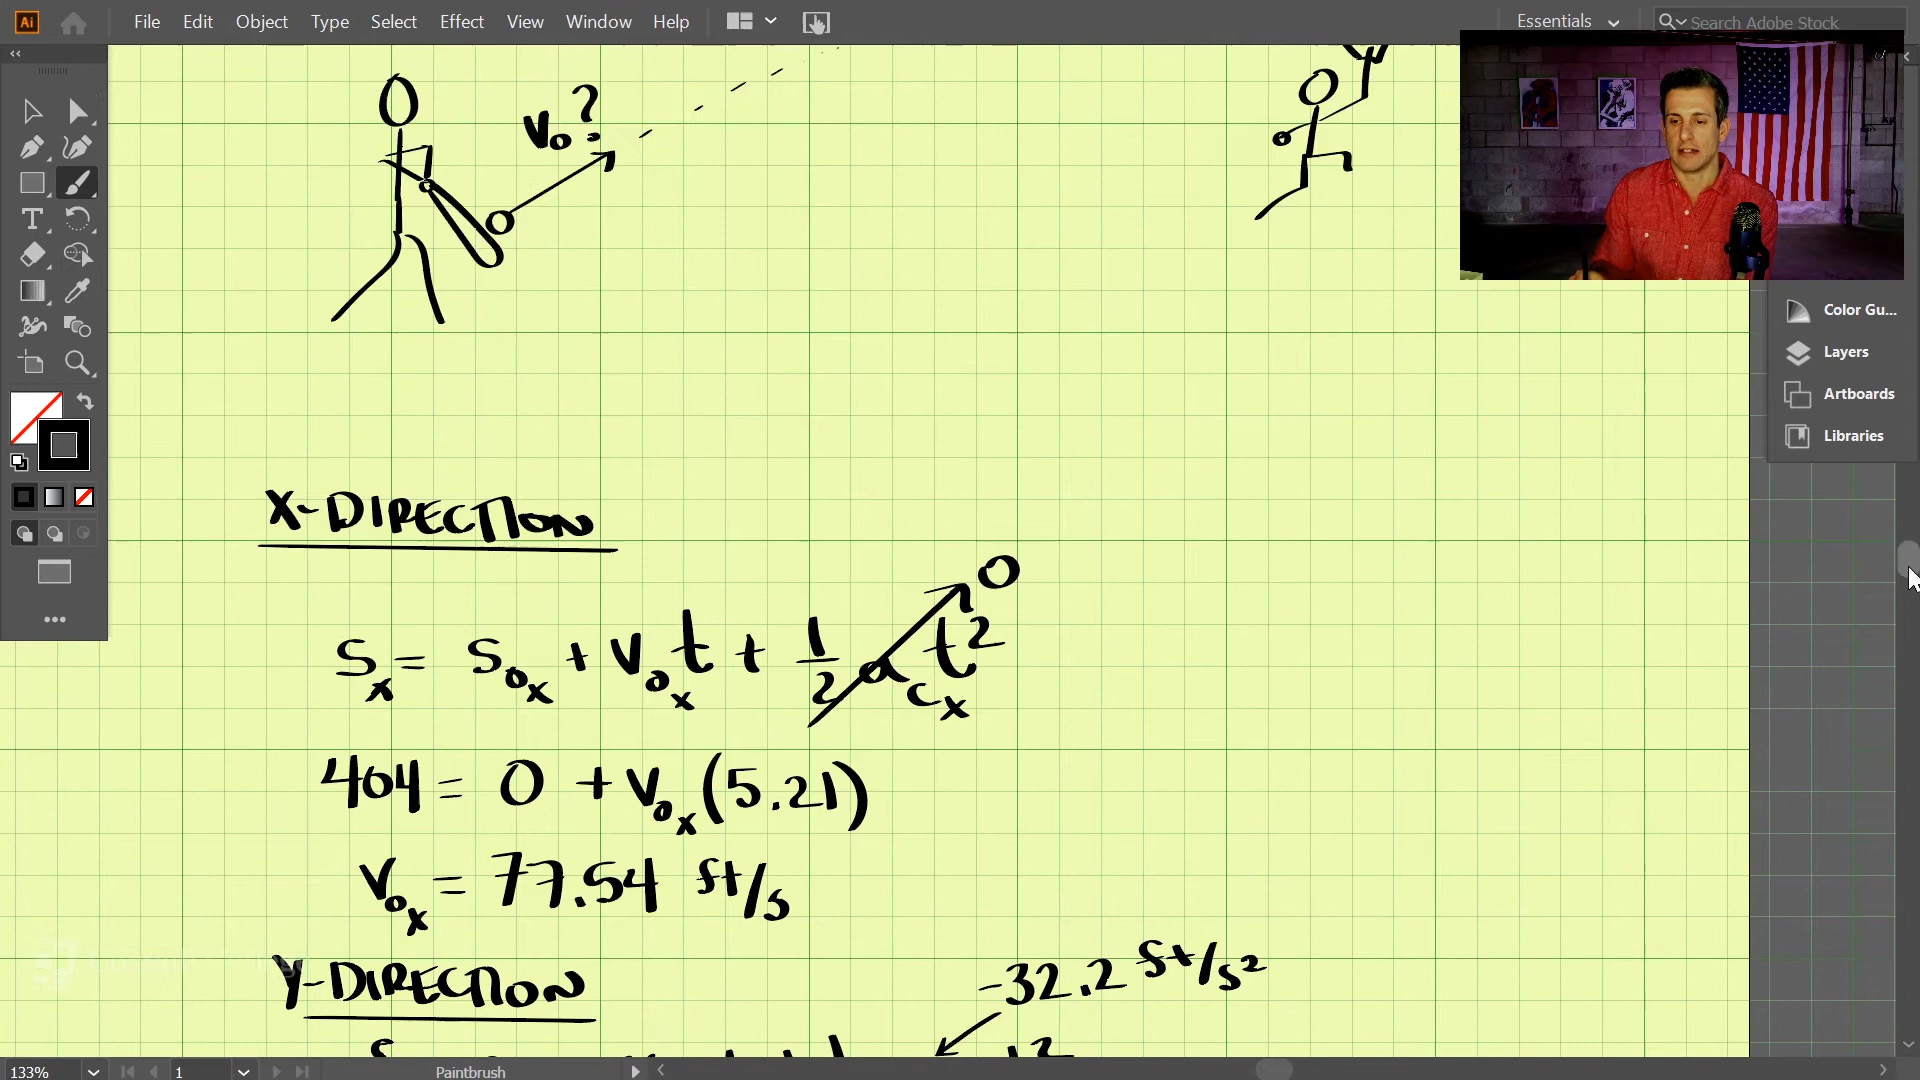 File Edit Object Type Select Effect View Window Help
Essentials
Search Adobe Stock
v₀?
Color Gu...
Layers
Artboards
Libraries
X-DIRECTION
0
Sₓ = S₀ₓ + v₀ₓt + 1/2 a_cₓ t²
404 = 0 + v₀ₓ(5.21)
v₀ₓ = 77.54 ft/s
Y-DIRECTION
-32.2 ft/s²
133% 1 Paintbrush